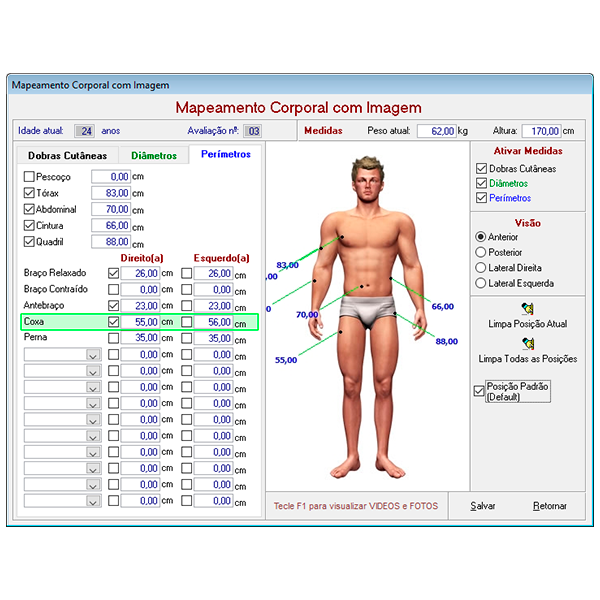 Mapeamento Corporal com Imagem
Mapeamento Corporal com Imagem
Idade atual: 24 anos Avaliação nº: 03 Medidas Peso atual: 62,00 kg Altura: 170,00 cm
Dobras Cutâneas Diâmetros Perímetros
Pescoço 0,00 cm
Tórax 83,00 cm
Abdominal 70,00 cm
Cintura 66,00 cm
Quadril 88,00 cm
Direito(a) Esquerdo(a)
Braço Relaxado 26,00 cm 26,00 cm
Braço Contraído 0,00 cm 0,00 cm
Antebraço 23,00 cm 23,00 cm
Coxa 55,00 cm 56,00 cm
Perna 35,00 cm 35,00 cm
0,00 cm 0,00 cm
0,00 cm 0,00 cm
0,00 cm 0,00 cm
0,00 cm 0,00 cm
0,00 cm 0,00 cm
0,00 cm 0,00 cm
0,00 cm 0,00 cm
0,00 cm 0,00 cm
0,00 cm 0,00 cm
0,00 cm 0,00 cm
83,00
,00
0
70,00
66,00
88,00
55,00
Tecle F1 para visualizar VIDEOS e FOTOS
Ativar Medidas
Dobras Cutâneas
Diâmetros
Perímetros
Visão
Anterior
Posterior
Lateral Direita
Lateral Esquerda
Limpa Posição Atual
Limpa Todas as Posições
Posição Padrão
(Default)
Salvar Retornar